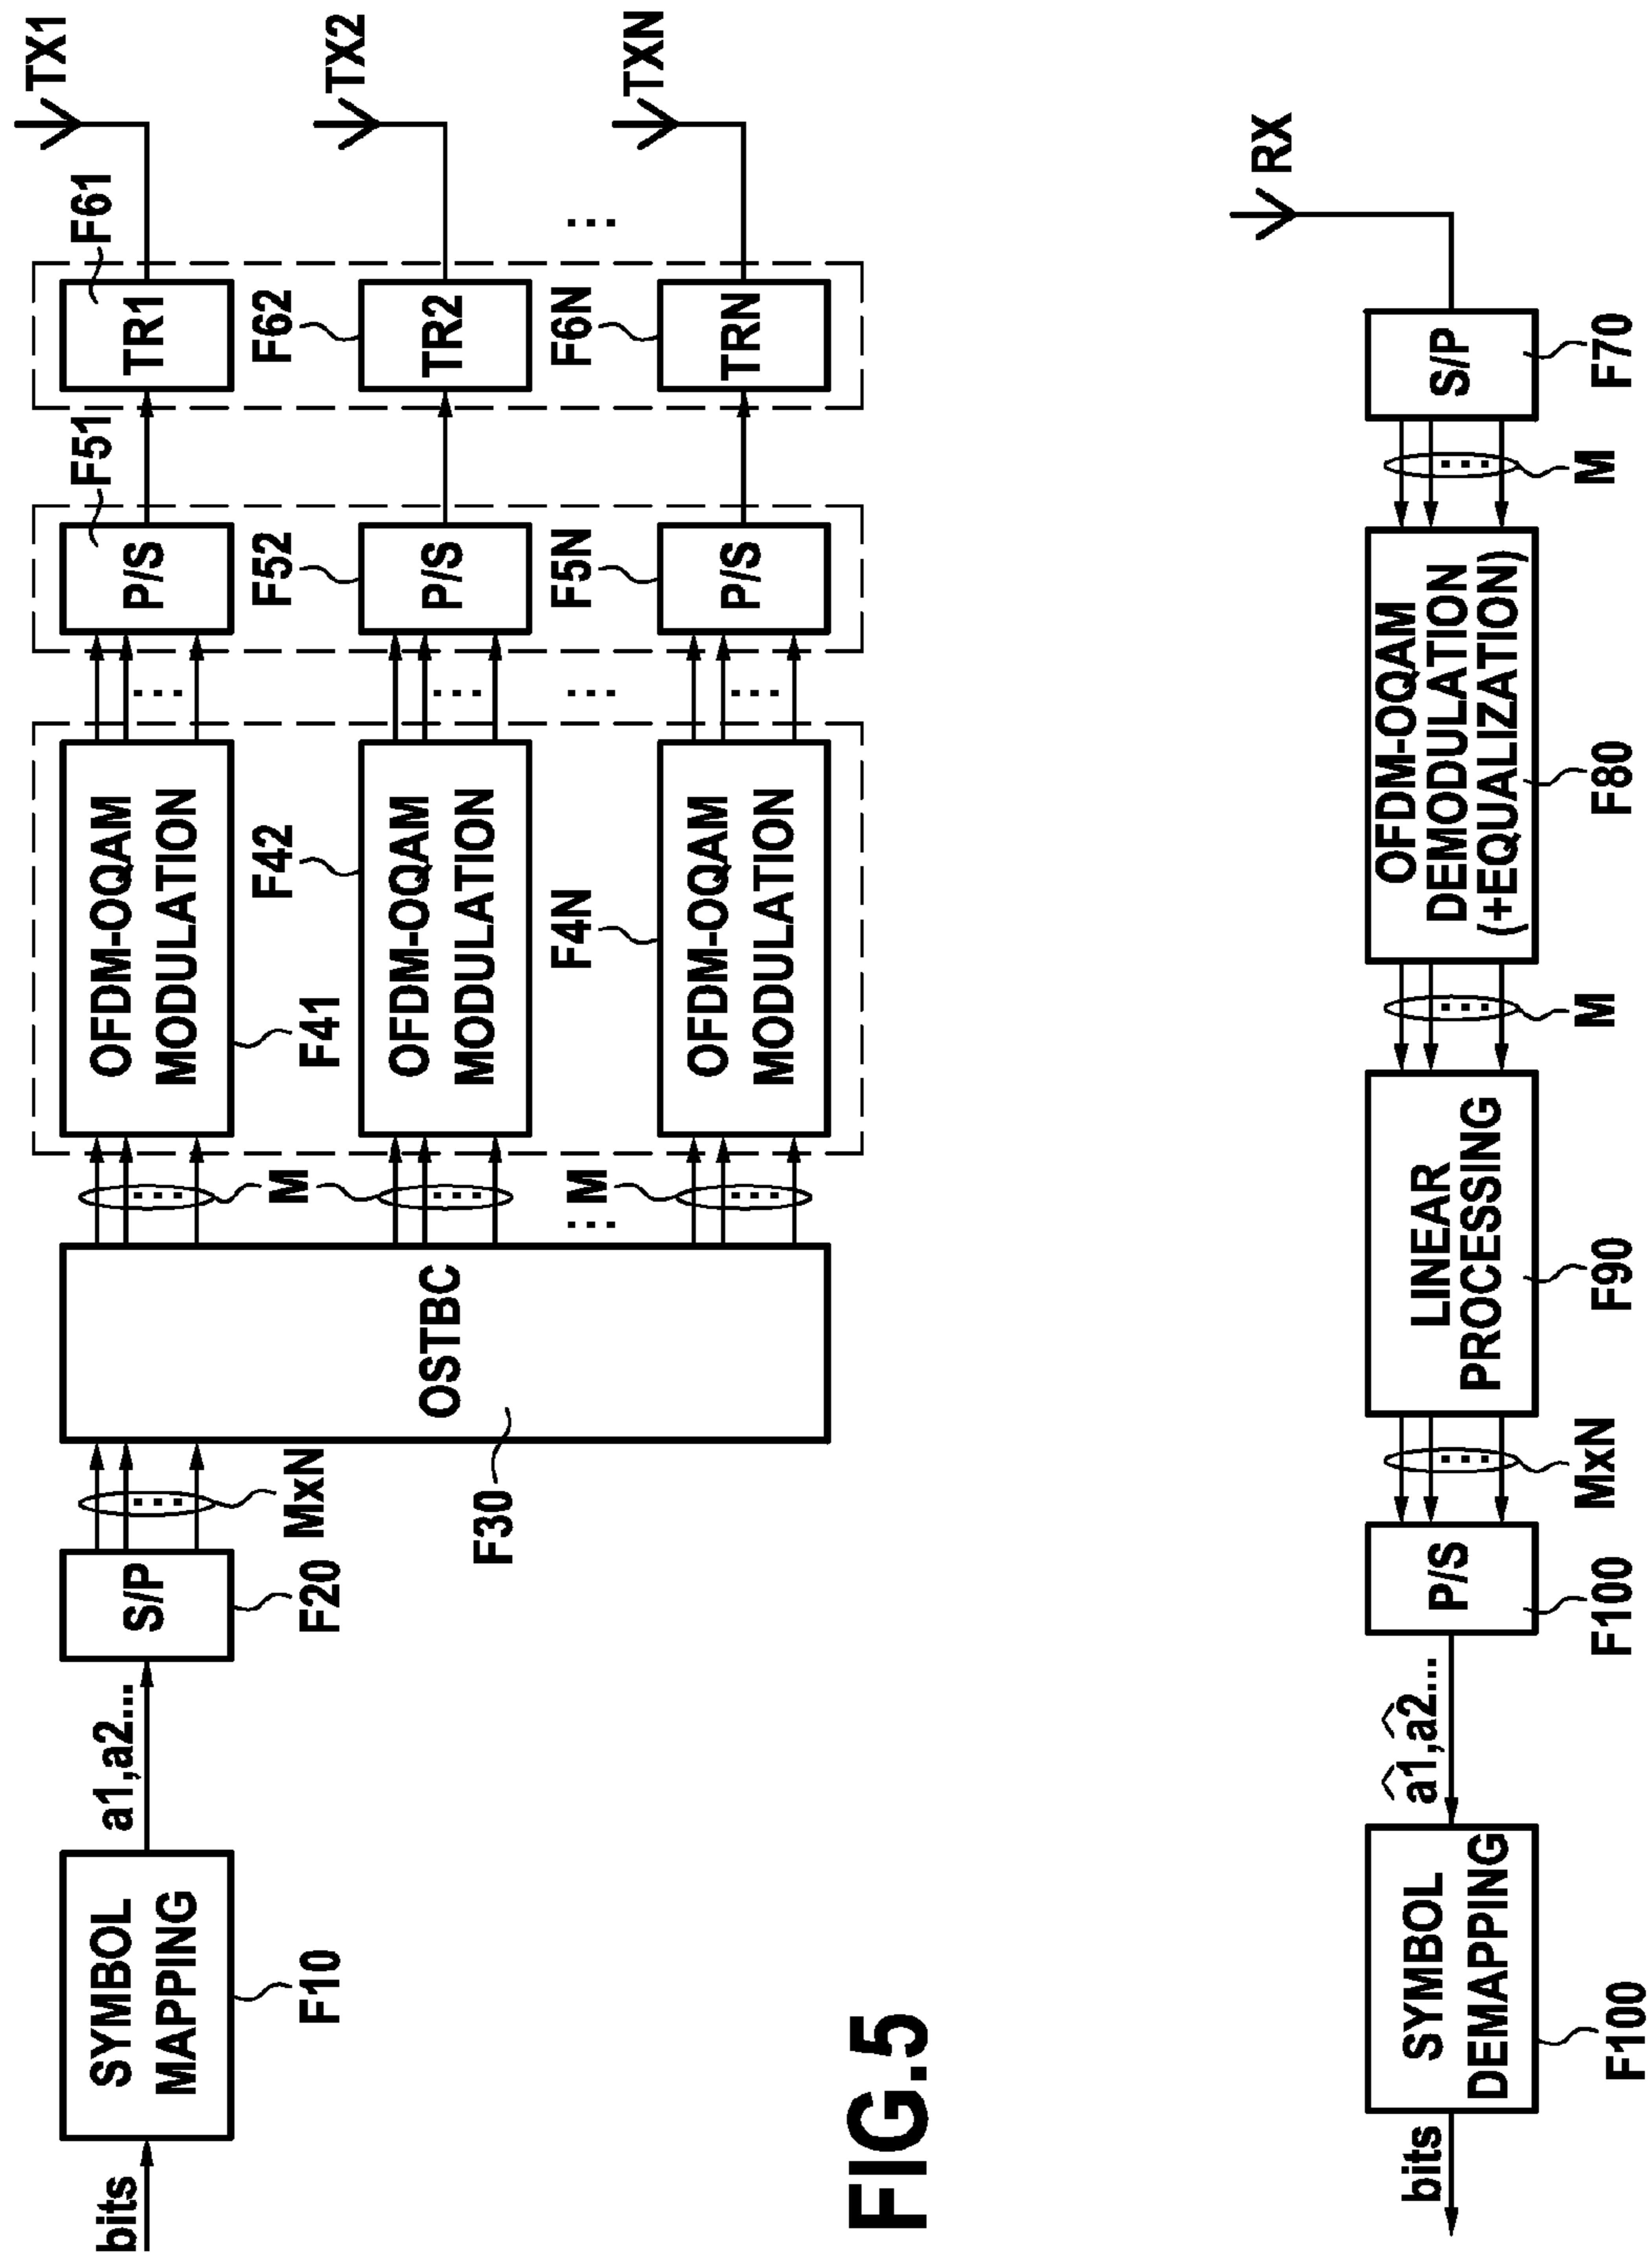 bits
SYMBOL
MAPPING
F10
a1,a2...
S/P
F20
MxN
OSTBC
F30
M
M
M
OFDM-OQAM
MODULATION
F41
OFDM-OQAM
MODULATION
F42
OFDM-OQAM
MODULATION
F4N
P/S
F51
P/S
F52
P/S
F5N
TR1
F61
TR2
F62
TRN
F6N
TX1
TX2
TXN
FIG.5
RX
S/P
F70
M
OFDM-OQAM
DEMODULATION
(+EQUALIZATION)
F80
M
LINEAR
PROCESSING
F90
MxN
P/S
F100
â1,â2...
SYMBOL
DEMAPPING
F100
bits